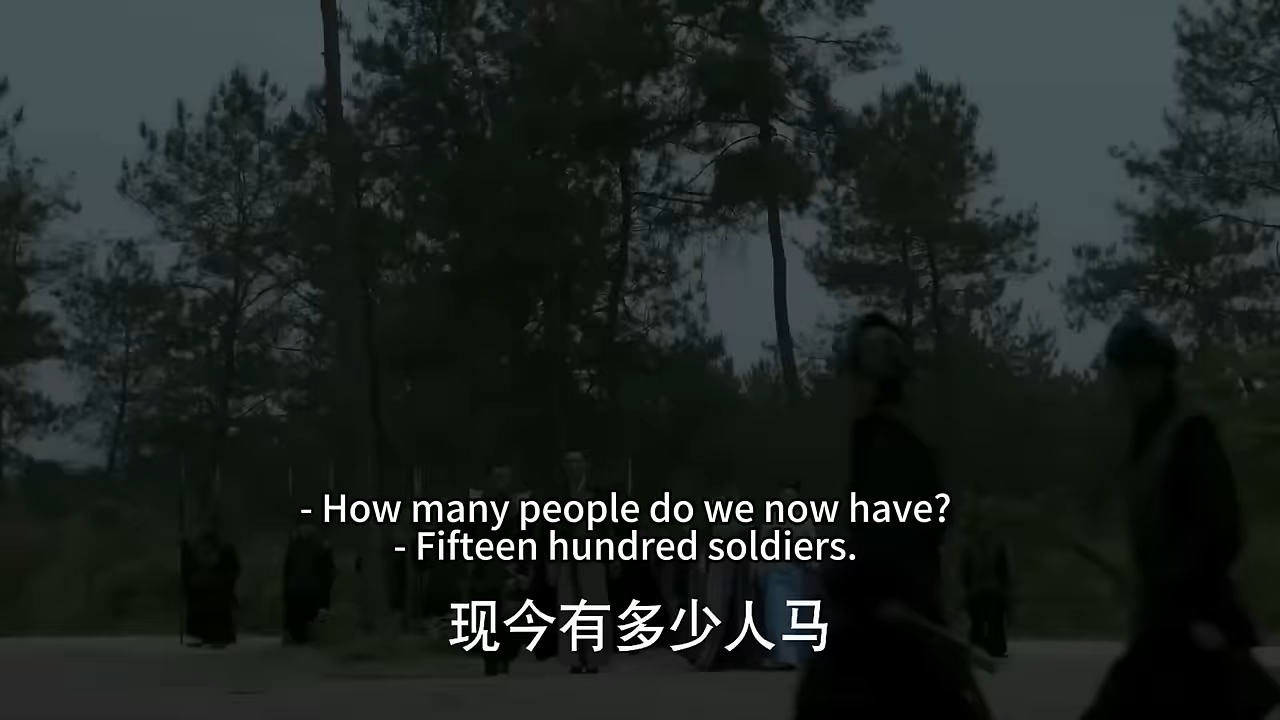 - How many people do we now have?
- Fifteen hundred soldiers.
现今有多少人马